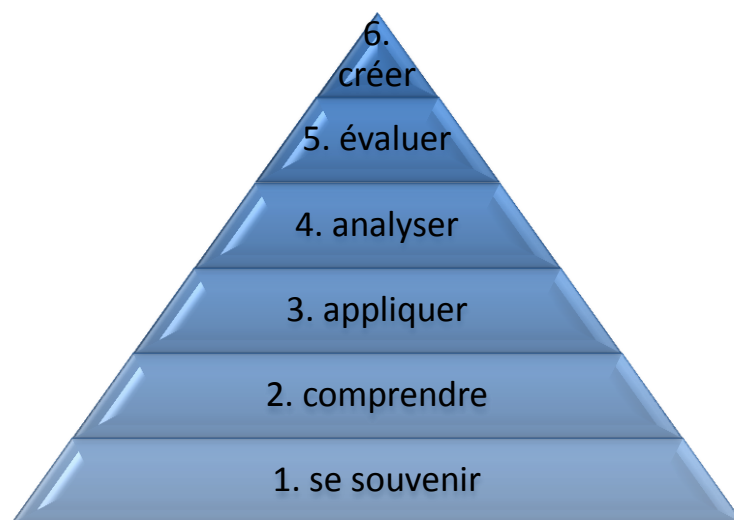 6.
créer
5. évaluer
4. analyser
3. appliquer
2. comprendre
1. se souvenir